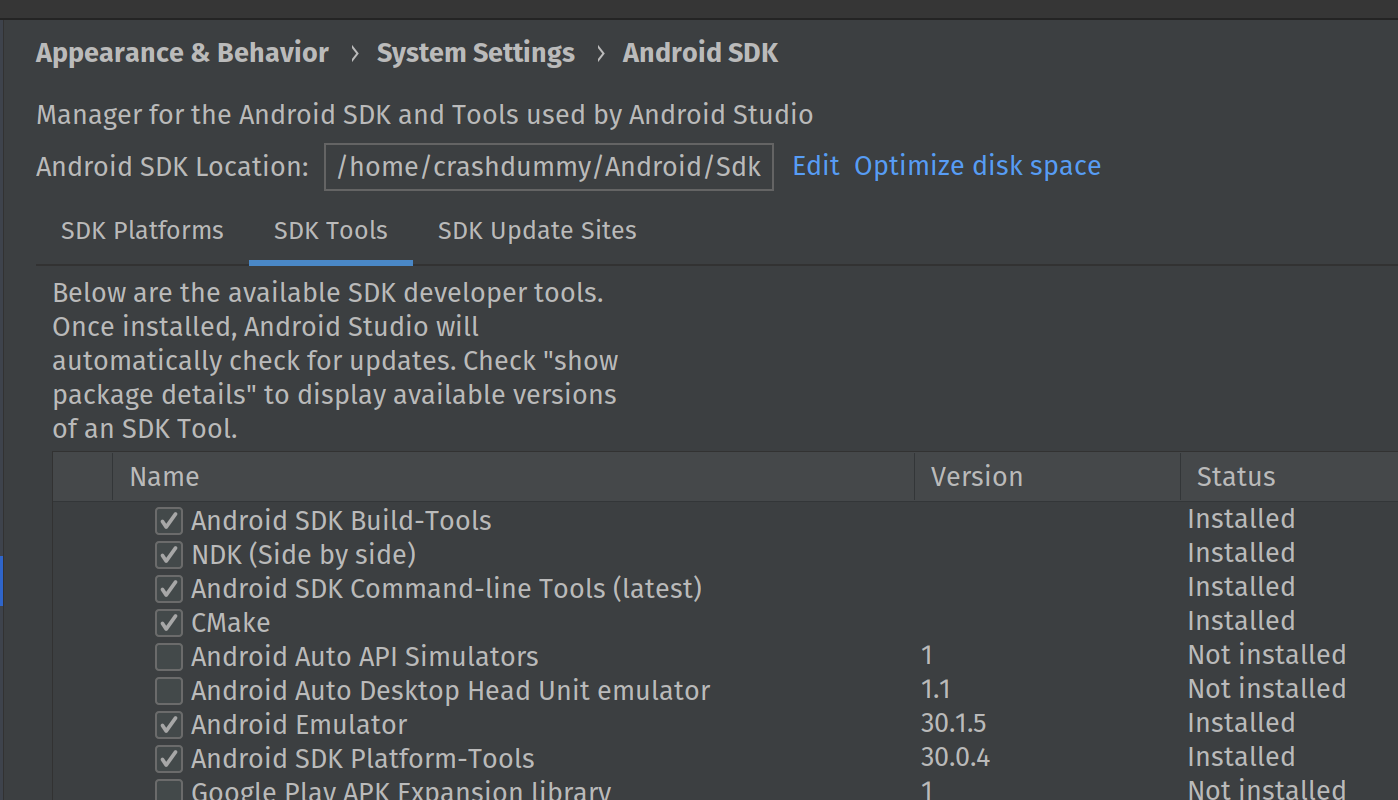 Appearance & Behavior › System Settings › Android SDK
Manager for the Android SDK and Tools used by Android Studio
Android SDK Location: /home/crashdummy/Android/Sdk Edit Optimize disk space
SDK Platforms SDK Tools SDK Update Sites
Below are the available SDK developer tools.
Once installed, Android Studio will
automatically check for updates. Check "show
package details" to display available versions
of an SDK Tool.
Name Version Status
Android SDK Build-Tools Installed
NDK (Side by side) Installed
Android SDK Command-line Tools (latest) Installed
CMake Installed
Android Auto API Simulators 1 Not installed
Android Auto Desktop Head Unit emulator 1.1 Not installed
Android Emulator 30.1.5 Installed
Android SDK Platform-Tools 30.0.4 Installed
Google Play APK Expansion library 1 Not installed